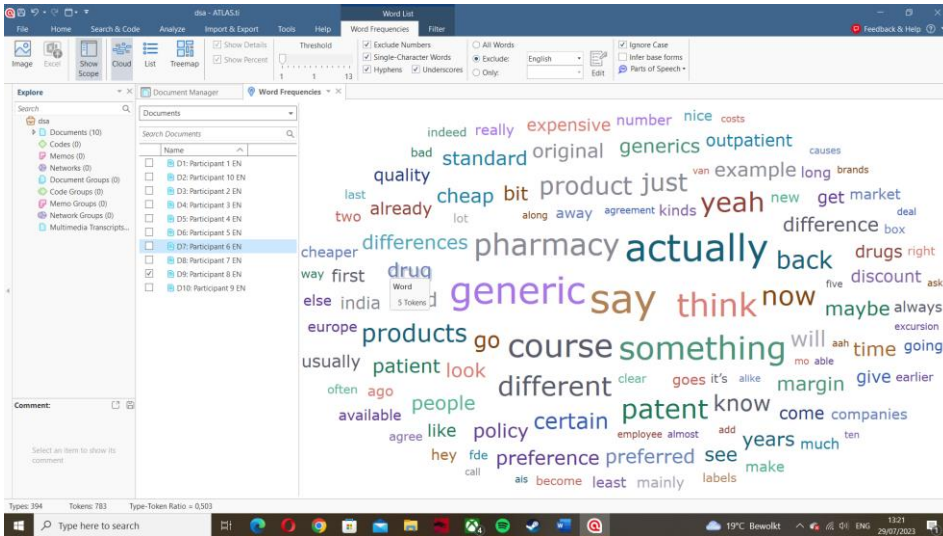 dsa - ATLAS.ti
Word List
File Home Search & Code Analyze Import & Export Tools Help Word Frequencies Filter
Feedback & Help
Image Excel Show Scope Cloud List Treemap
Show Details
Show Percent
Threshold
1 1 13
Exclude Numbers
Single-Character Words
Hyphens Underscores
All Words
Exclude: English
Only:
Edit
Ignore Case
Infer base forms
Parts of Speech
Explore
Search
dsa
Documents (10)
Codes (0)
Memos (0)
Networks (0)
Document Groups (0)
Code Groups (0)
Memo Groups (0)
Network Groups (0)
Multimedia Transcripts...
Comment:
Select an item to show its
comment
Document Manager Word Frequencies
Documents
Search Documents
Name
D1: Participant 1 EN
D2: Participant 10 EN
D3: Participant 2 EN
D4: Participant 3 EN
D5: Participant 4 EN
D6: Participant 5 EN
D7: Participant 6 EN
D8: Participant 7 EN
D9: Participant 8 EN
D10: Participant 9 EN
indeed really expensive number nice costs
bad standard original generics outpatient causes
quality cheap bit product just van example long brands
last two already lot along away agreement kinds yeah new get market deal
difference box
cheaper differences pharmacy actually back drugs right
way first drug five discount ask
Word
5 Tokens
else india generic say think now maybe always
europe products go course something will aah time going excursion
usually patient look mo able
often ago different clear goes it's alike margin give earlier
available people patent know come companies
agree like policy certain employee almost add years much ten
hey fde preference preferred see
call make
ais become least mainly labels
Types: 394 Tokens: 783 Type-Token Ratio = 0,503
Type here to search
19°C Bewolkt ENG 13:21
29/07/2023